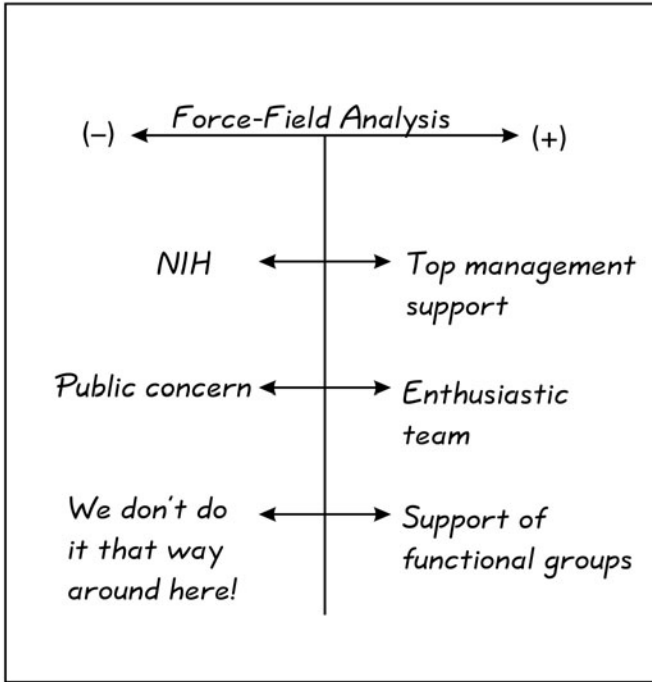 Force-Field Analysis
(–)
(+)
NIH
Top management
support
Public concern
Enthusiastic
team
We don't do
it that way
around here!
Support of
functional groups